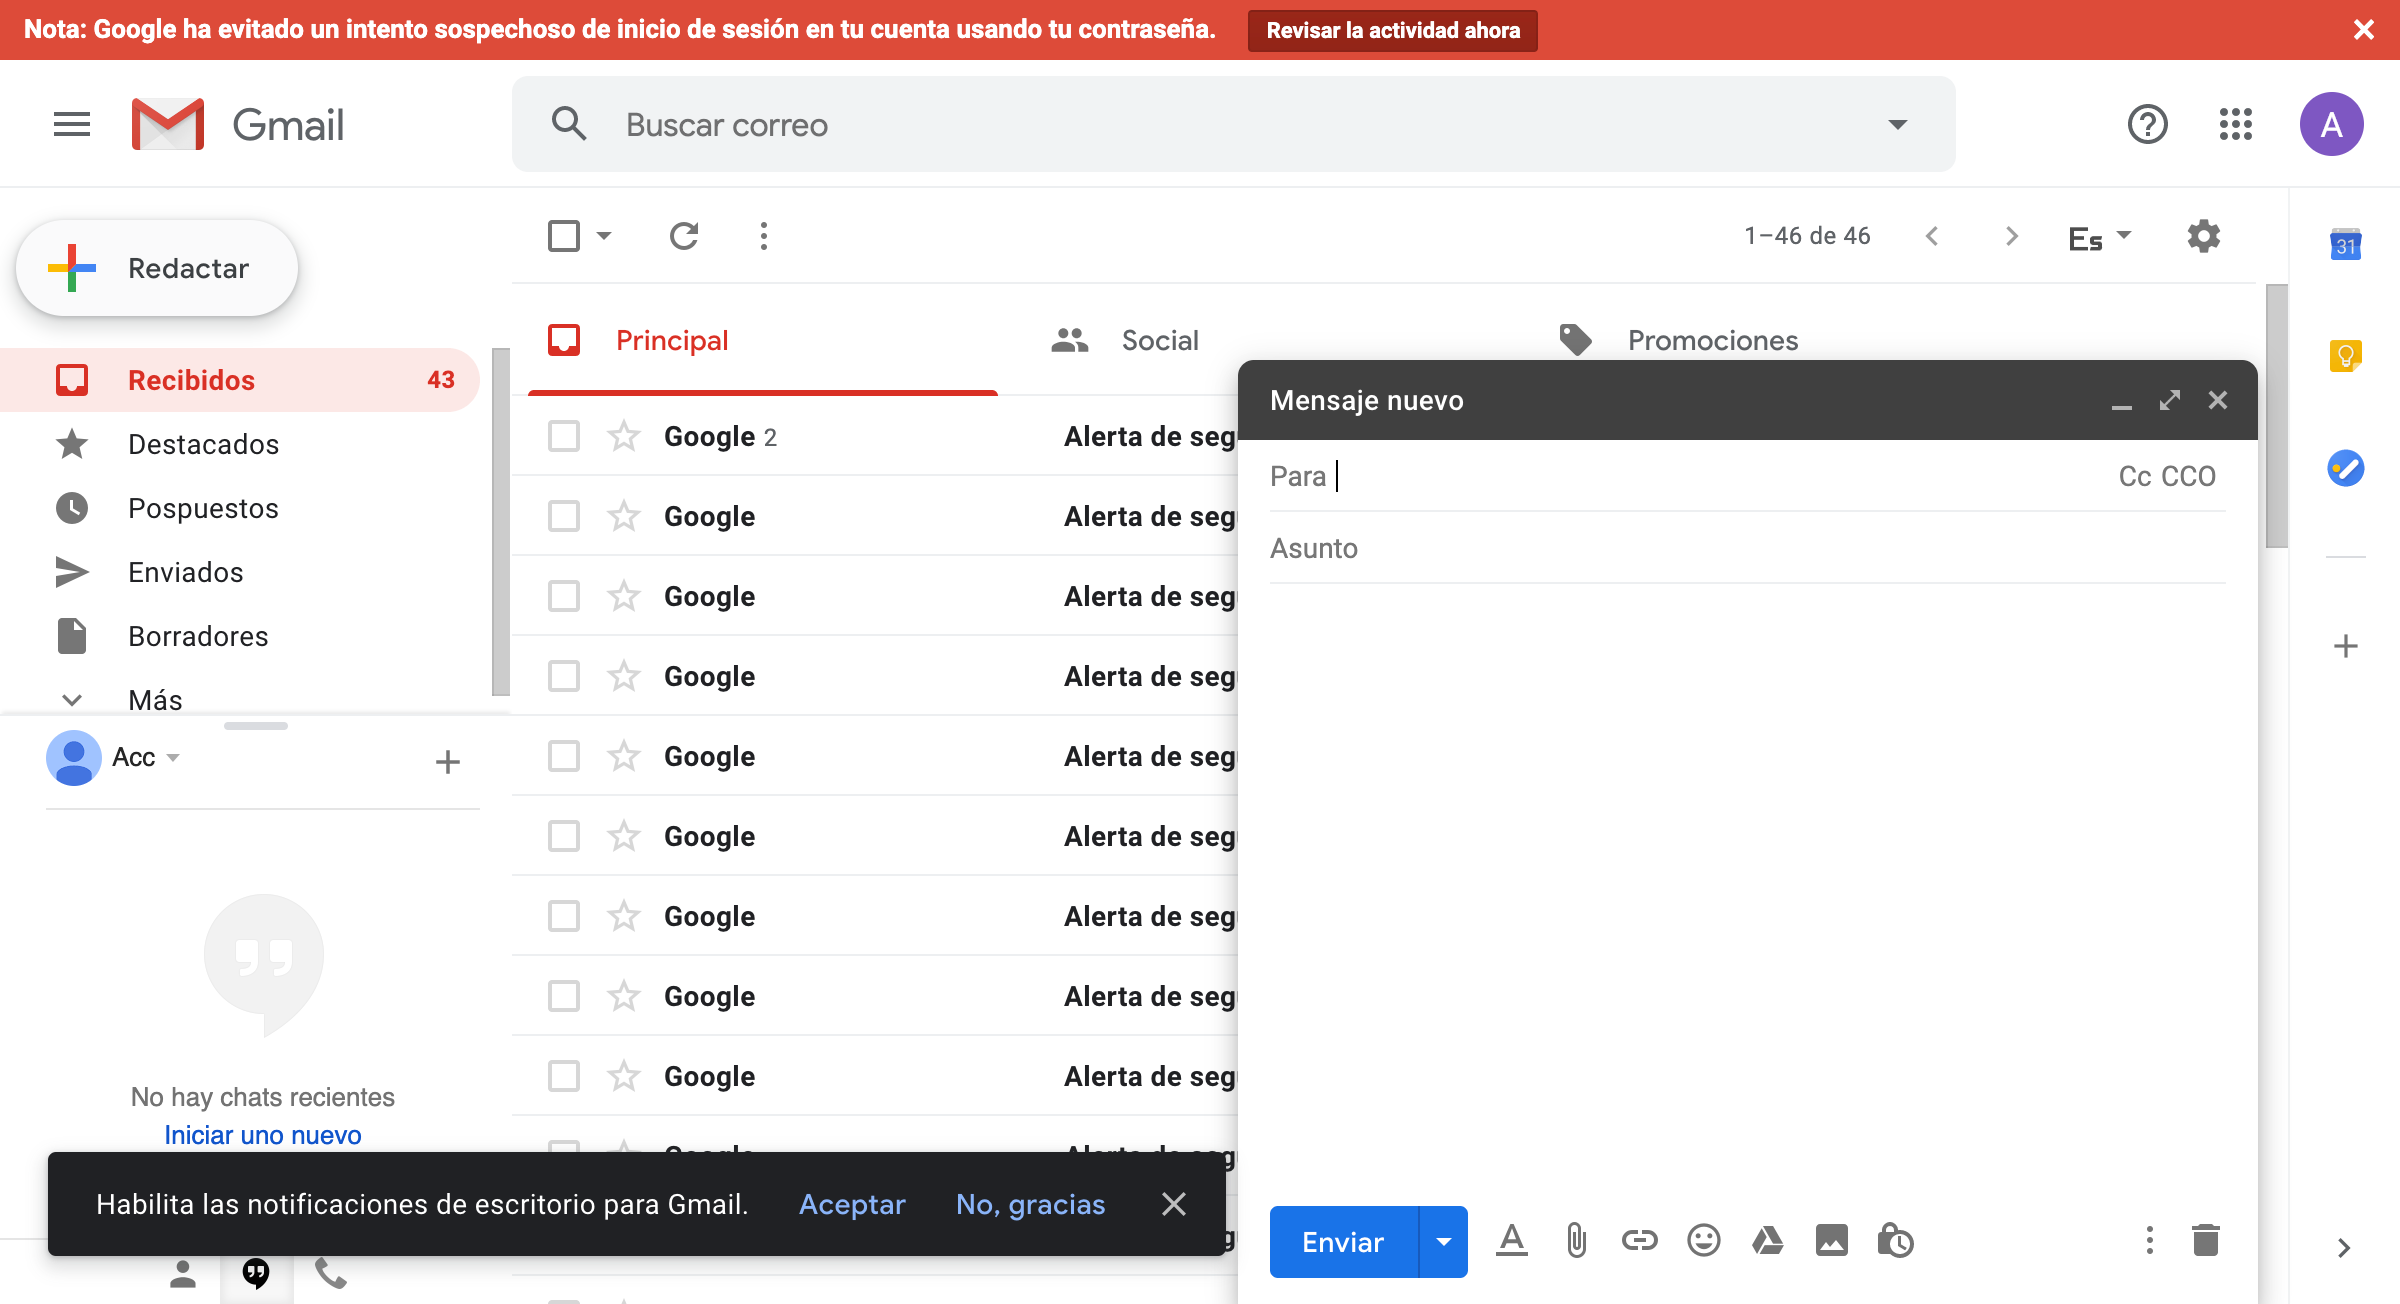 Nota: Google ha evitado un intento sospechoso de inicio de sesión en tu cuenta usando tu contraseña. Revisar la actividad ahora
Gmail
Buscar correo
A
Redactar
1–46 de 46
Es
31
Principal
Social
Promociones
Recibidos 43
Destacados
Pospuestos
Enviados
Borradores
Más
Acc
No hay chats recientes
Iniciar uno nuevo
Google 2 Alerta de seg
Google Alerta de seg
Google Alerta de seg
Google Alerta de seg
Google Alerta de seg
Google Alerta de seg
Google Alerta de seg
Google Alerta de seg
Google Alerta de seg
Google Alerta de seg
Mensaje nuevo
Para Cc CCO
Asunto
Enviar
Habilita las notificaciones de escritorio para Gmail. Aceptar No, gracias